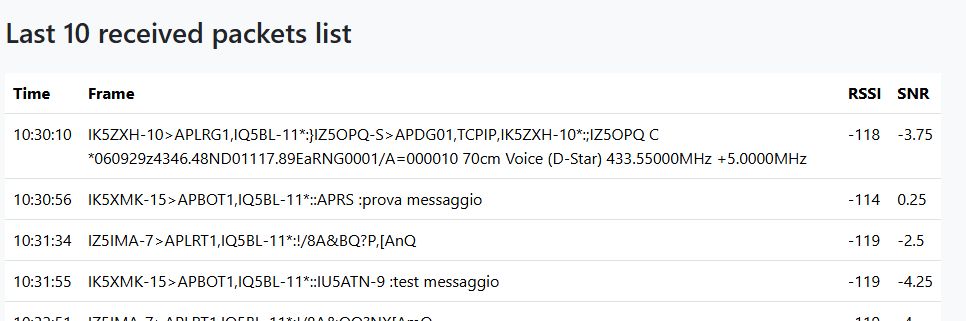 Last 10 received packets list
Time Frame RSSI SNR
10:30:10 IK5ZXH-10>APLRG1,IQ5BL-11*:}IZ5OPQ-S>APDG01,TCPIP,IK5ZXH-10*:;IZ5OPQ C -118 -3.75
*060929z4346.48ND01117.89EaRNG0001/A=000010 70cm Voice (D-Star) 433.55000MHz +5.0000MHz
10:30:56 IK5XMK-15>APBOT1,IQ5BL-11*::APRS :prova messaggio -114 0.25
10:31:34 IZ5IMA-7>APLRT1,IQ5BL-11*:!/8A&BQ?P,[AnQ -119 -2.5
10:31:55 IK5XMK-15>APBOT1,IQ5BL-11*::IU5ATN-9 :test messaggio -119 -4.25